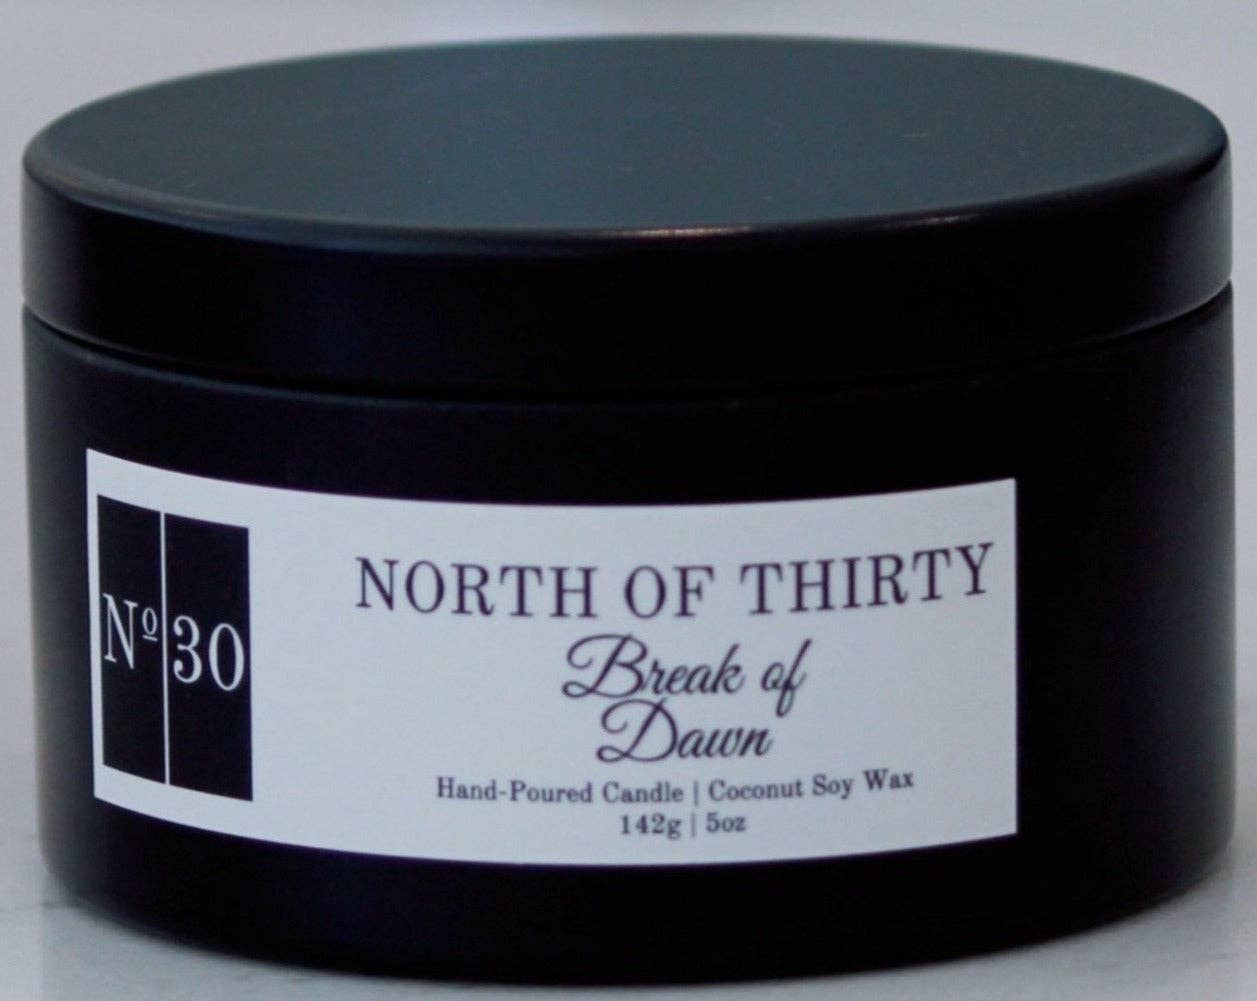 Nº 30
NORTH OF THIRTY
Break of
Dawn
Hand-Poured Candle | Coconut Soy Wax
142g | 5oz